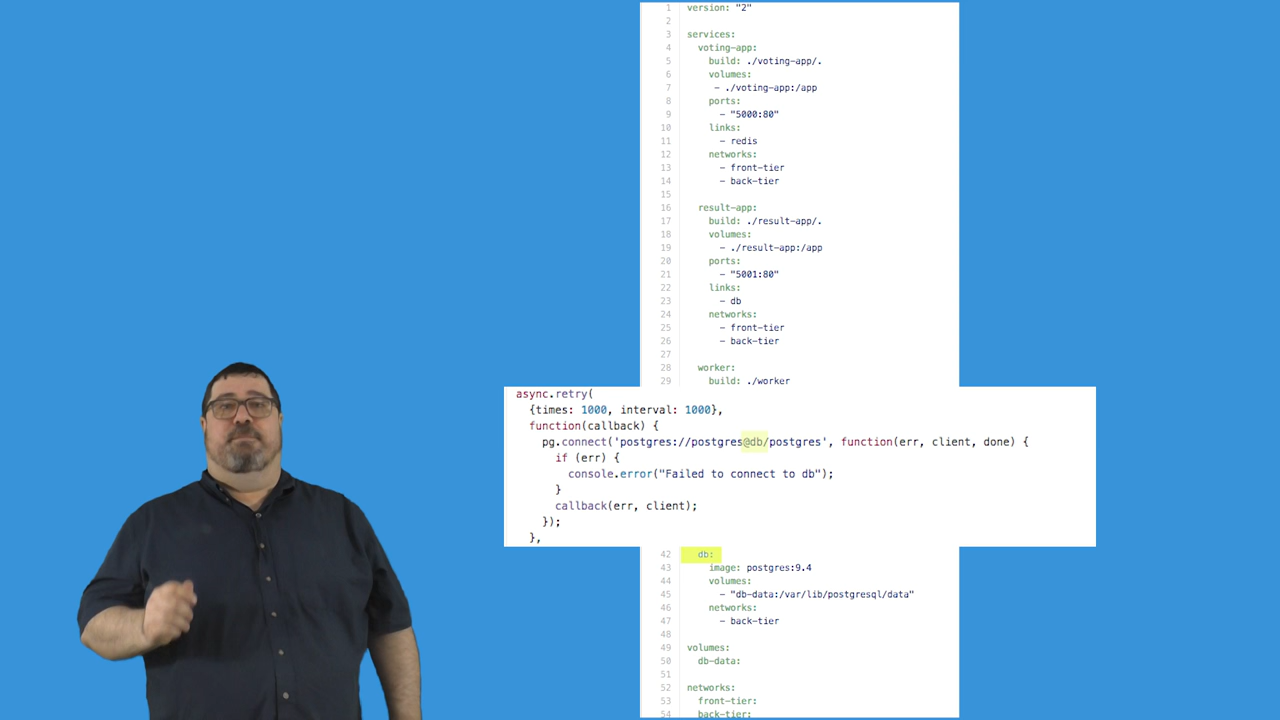 1 version: "2"
2
3 services:
4 voting-app:
5 build: ./voting-app/.
6 volumes:
7 - ./voting-app:/app
8 ports:
9 - "5000:80"
10 links:
11 - redis
12 networks:
13 - front-tier
14 - back-tier
15
16 result-app:
17 build: ./result-app/.
18 volumes:
19 - ./result-app:/app
20 ports:
21 - "5001:80"
22 links:
23 - db
24 networks:
25 - front-tier
26 - back-tier
27
28 worker:
29 build: ./worker
async.retry(
{times: 1000, interval: 1000},
function(callback) {
pg.connect('postgres://postgres@db/postgres', function(err, client, done) {
if (err) {
console.error("Failed to connect to db");
}
callback(err, client);
});
},
42 db:
43 image: postgres:9.4
44 volumes:
45 - "db-data:/var/lib/postgresql/data"
46 networks:
47 - back-tier
48
49 volumes:
50 db-data:
51
52 networks:
53 front-tier:
54 back-tier: